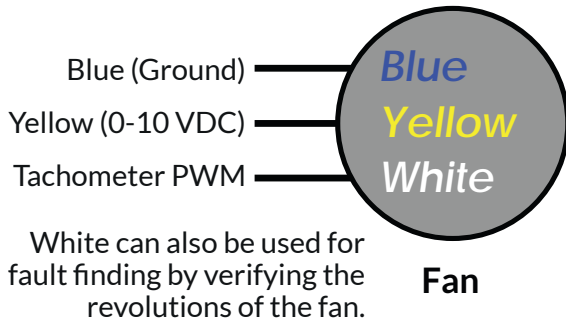 Blue (Ground)
Blue
Yellow (0-10 VDC)
Yellow
Tachometer PWM
White
White can also be used for
fault finding by verifying the
revolutions of the fan.
Fan